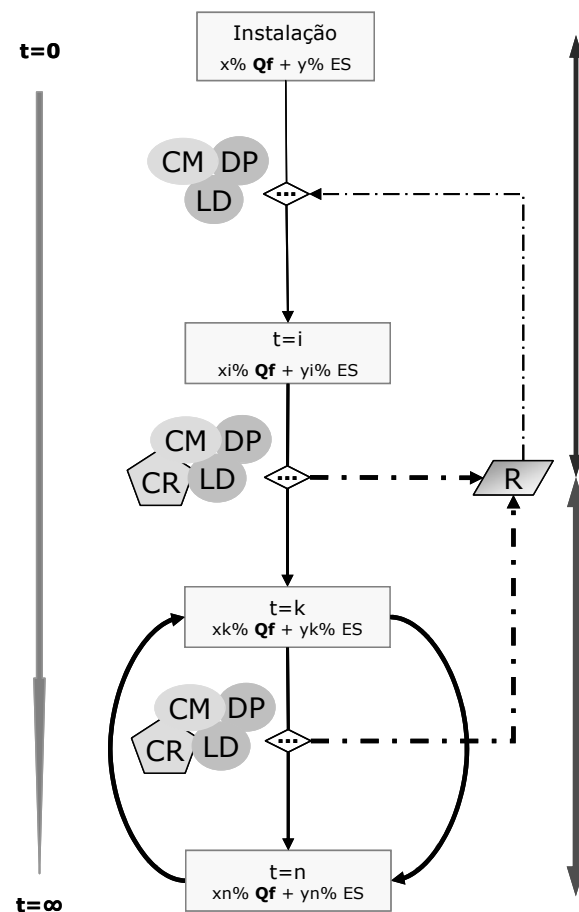 Instalação
x% Qf + y% ES
t=0
CM DP
LD
...
t=i
xi% Qf + yi% ES
CM DP
CR LD
...
R
t=k
xk% Qf + yk% ES
CM DP
CR LD
...
t=n
xn% Qf + yn% ES
t=∞